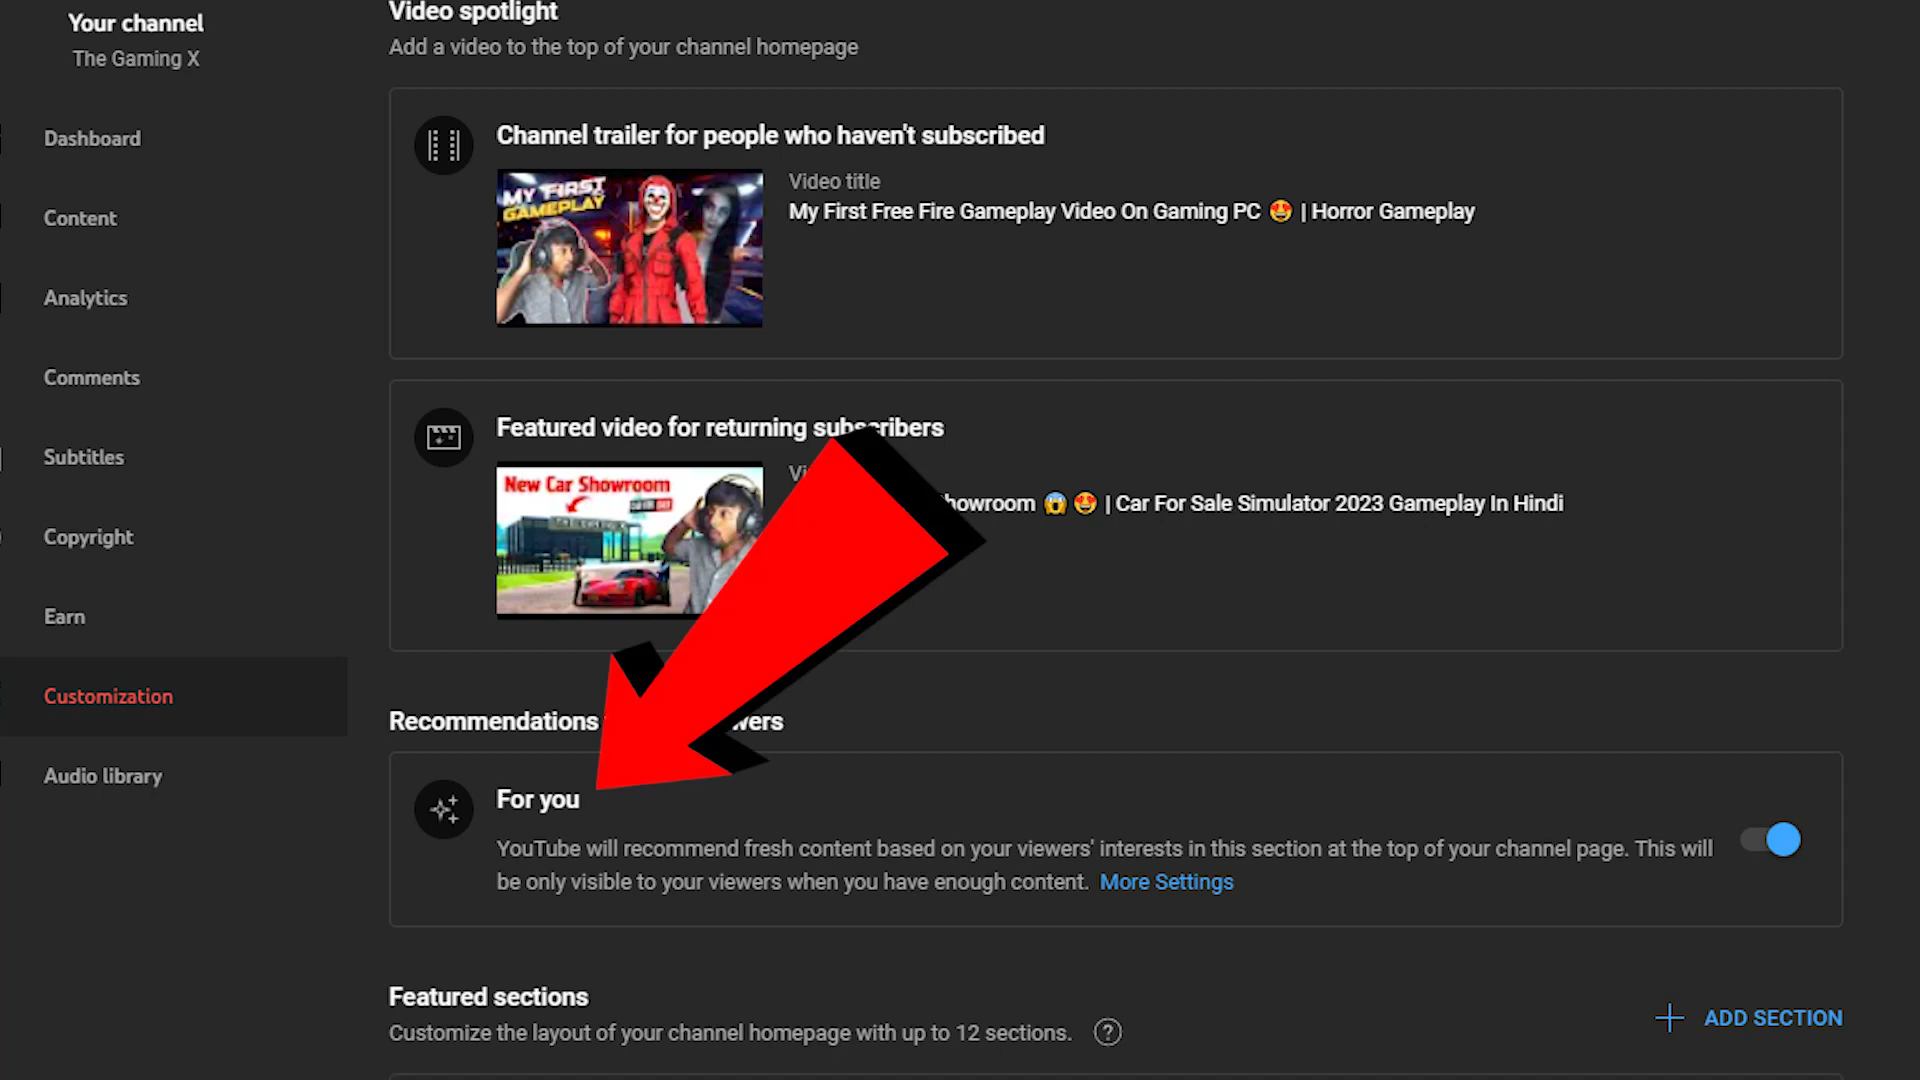 Your channel
The Gaming X
Dashboard
Content
Analytics
Comments
Subtitles
Copyright
Earn
Customization
Audio library
Video spotlight
Add a video to the top of your channel homepage
Channel trailer for people who haven't subscribed
MY FIRST
GAMEPLAY
Video title
My First Free Fire Gameplay Video On Gaming PC 🤩 | Horror Gameplay
Featured video for returning subscribers
New Car Showroom
howroom 😱 🤩 | Car For Sale Simulator 2023 Gameplay In Hindi
Recommendations wers
For you
YouTube will recommend fresh content based on your viewers' interests in this section at the top of your channel page. This will
be only visible to your viewers when you have enough content. More Settings
Featured sections
Customize the layout of your channel homepage with up to 12 sections. ?
ADD SECTION